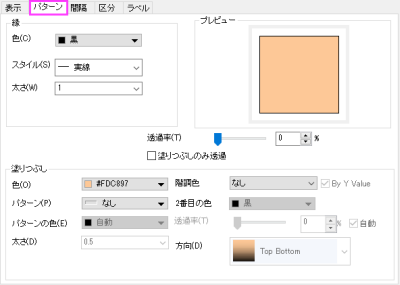 表示 パターン 間隔 区分 ラベル
縁
色(C) 黒
スタイル(S) 実線
太さ(W) 1
プレビュー
透過率(T) 0 %
塗りつぶしのみ透過
塗りつぶし
色(O) #FDC897
パターン(P) なし
パターンの色(E) 自動
太さ(D) 0.5
階調色 なし By Y Value
2番目の色 黒
透過率(T) 0 % 自動
方向(D) Top Bottom